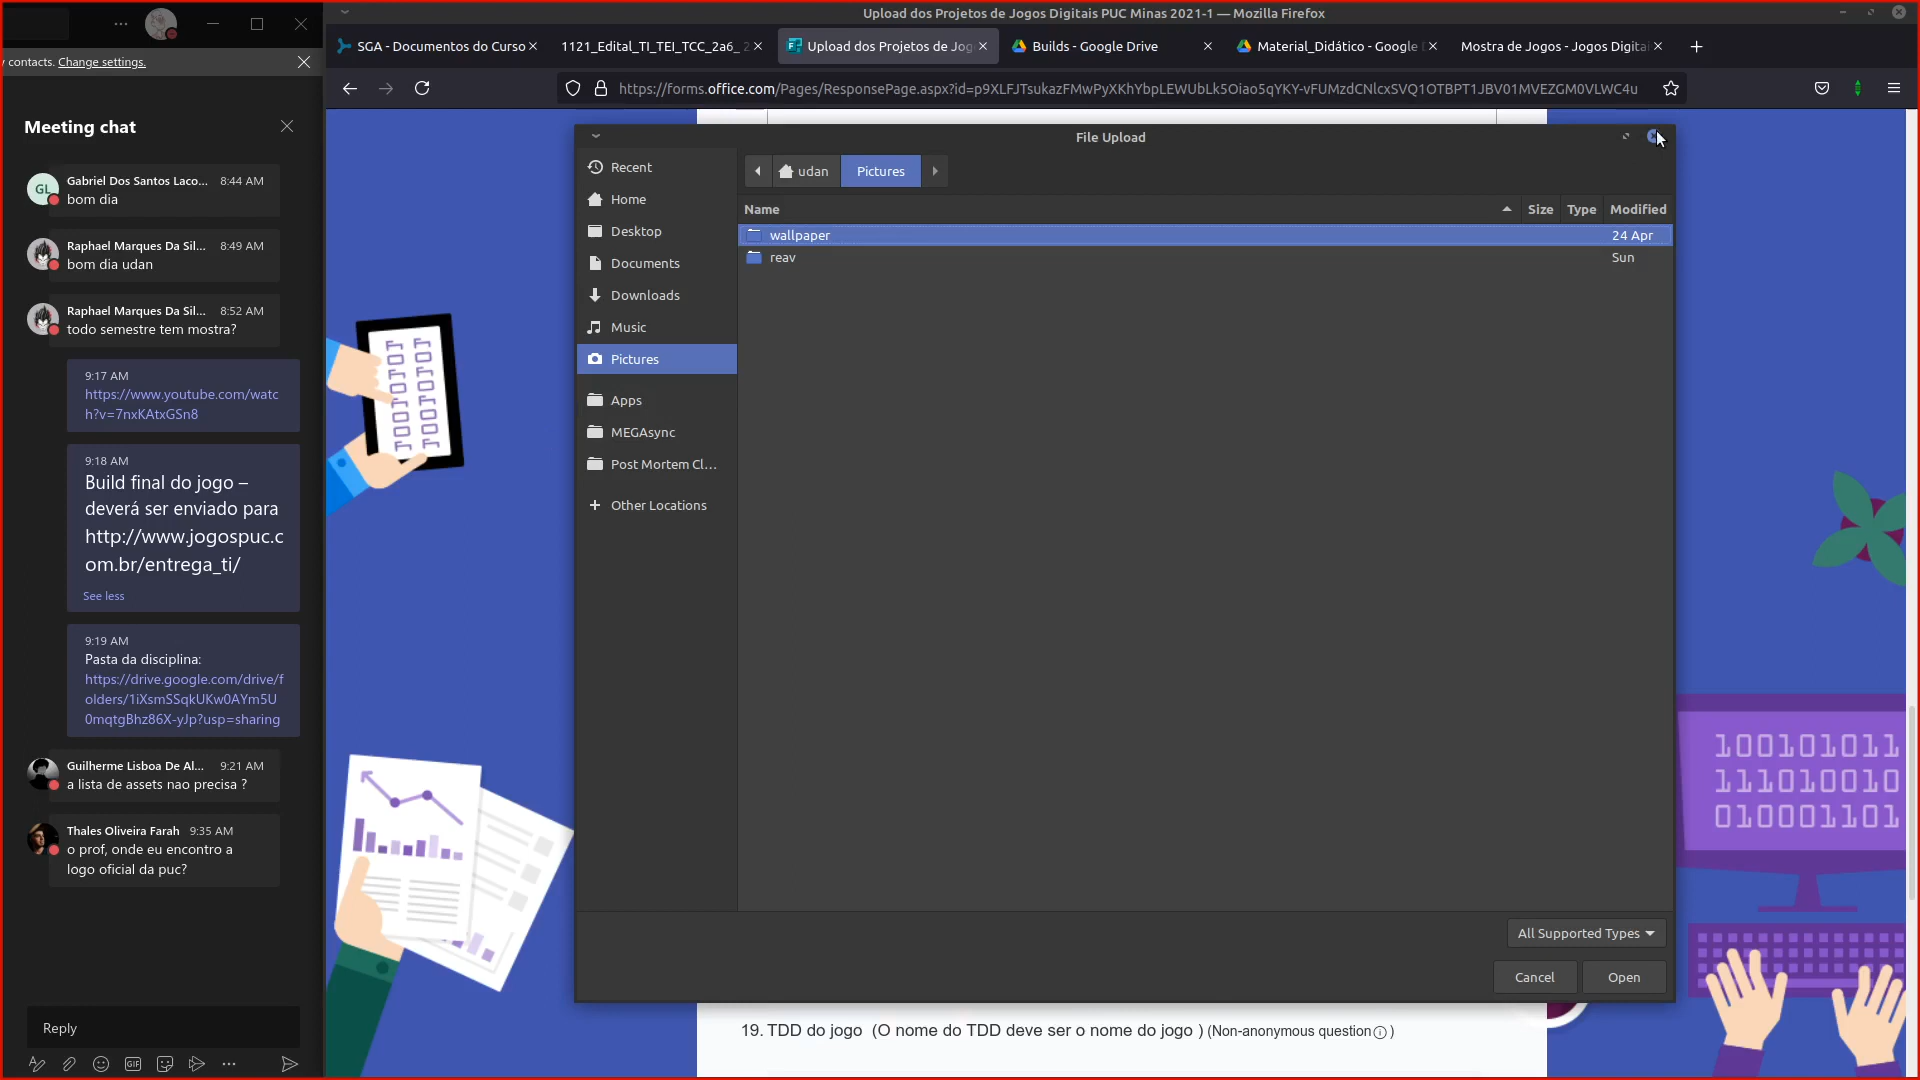 Upload dos Projetos de Jogos Digitais PUC Minas 2021-1 — Mozilla Firefox
SGA - Documentos do Curso
1121_Edital_TI_TEI_TCC_2a6_
Upload dos Projetos de Jog
Builds - Google Drive
Material_Didático - Google
Mostra de Jogos - Jogos Digita
https://forms.office.com/Pages/ResponsePage.aspx?id=p9XLFJTsukazFMwPyXKhYbpLEWUbLk5Oiao5qYKY-vFUMzdCNlcxSVQ1OTBPT1JBV01MVEZGM0VLWC4u
y contacts. Change settings.
Meeting chat
GL
Gabriel Dos Santos Laco... 8:44 AM
bom dia
Raphael Marques Da Sil... 8:49 AM
bom dia udan
Raphael Marques Da Sil... 8:52 AM
todo semestre tem mostra?
9:17 AM
https://www.youtube.com/watc
h?v=7nxKAtxGSn8
9:18 AM
Build final do jogo –
deverá ser enviado para
http://www.jogospuc.c
om.br/entrega_ti/
See less
9:19 AM
Pasta da disciplina:
https://drive.google.com/drive/f
olders/1iXsmSSqkUKw0AYm5U
0mqtgBhz86X-yJp?usp=sharing
Guilherme Lisboa De Al... 9:21 AM
a lista de assets nao precisa ?
Thales Oliveira Farah 9:35 AM
o prof, onde eu encontro a
logo oficial da puc?
Reply
GIF
File Upload
Recent
Home
Desktop
Documents
Downloads
Music
Pictures
Apps
MEGAsync
Post Mortem Cl...
Other Locations
udan
Pictures
Name Size Type Modified
wallpaper 24 Apr
reav Sun
All Supported Types
Cancel
Open
19. TDD do jogo (O nome do TDD deve ser o nome do jogo ) (Non-anonymous question )
100101011
111010010
010001101